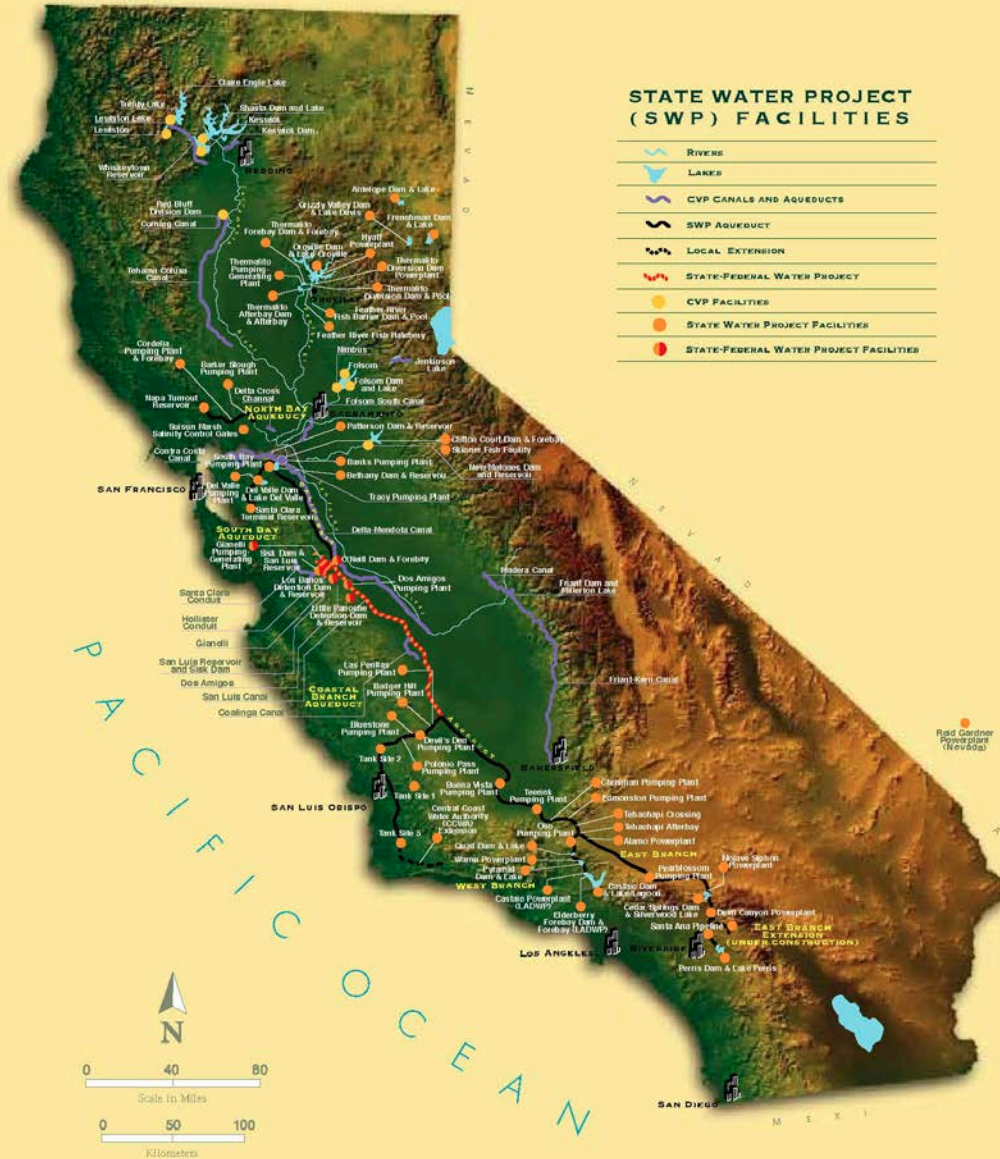 STATE WATER PROJECT
(SWP) FACILITIES
RIVERS
LAKES
CVP CANALS AND AQUEDUCTS
SWP AQUEDUCT
LOCAL EXTENSION
STATE-FEDERAL WATER PROJECT
CVP FACILITIES
STATE WATER PROJECT FACILITIES
STATE-FEDERAL WATER PROJECT FACILITIES
Claire Engle Lake
Trinity Lake
Lewiston Lake
Lewiston
Shasta Dam and Lake
Keswick
Keswick Dam
Whiskeytown
Reservoir
REDDING
Red Bluff
Division Dam
Corning Canal
Tehama Colusa
Canal
Antelope Dam & Lake
Grizzly Valley Dam
& Lake Davis
Frenchman Dam
& Lake
Thermalito
Forebay Dam & Forebay
Oroville Dam
& Lake Oroville
Hyatt
Powerplant
Thermalito
Diversion Dam
Powerplant
Thermalito
Pumping-
Generating
Plant
Thermalito
Diversion Dam & Pool
OROVILLE
Thermalito
Afterbay Dam
& Afterbay
Feather River
Fish Barrier Dam & Pool
Feather River Fish Hatchery
Nimbus
Folsom
Folsom Dam
and Lake
Folsom South Canal
Jenkinson
Lake
Cordelia
Pumping Plant
& Forebay
Barker Slough
Pumping Plant
Delta Cross
Channel
Napa Turnout
Reservoir
NORTH BAY
AQUEDUCT
SACRAMENTO
Suisun Marsh
Salinity Control Gates
Patterson Dam & Reservoir
Clifton Court Dam & Forebay
Skinner Fish Facility
Contra Costa
Canal
South Bay
Pumping Plant
Banks Pumping Plant
Bethany Dam & Reservoir
New Melones Dam
and Reservoir
SAN FRANCISCO
Del Valle
Pumping
Plant
Del Valle Dam
& Lake Del Valle
Santa Clara
Terminal Reservoir
Tracy Pumping Plant
SOUTH BAY
AQUEDUCT
Delta-Mendota Canal
Gianelli
Pumping-
Generating
Plant
Sisk Dam &
San Luis
Reservoir
O'Neill Dam & Forebay
Los Banos
Detention Dam
& Reservoir
Dos Amigos
Pumping Plant
Madera Canal
Friant Dam and
Millerton Lake
Little Panoche
Detention Dam
& Reservoir
Santa Clara
Conduit
Hollister
Conduit
Gianelli
San Luis Reservoir
and Sisk Dam
Dos Amigos
San Luis Canal
Coalinga Canal
Las Perillas
Pumping Plant
Friant-Kern Canal
COASTAL
BRANCH
AQUEDUCT
Badger Hill
Pumping Plant
Bluestone
Pumping Plant
Devil's Den
Pumping Plant
Tank Site 2
Polonio Pass
Pumping Plant
Tank Site 1
Buena Vista
Pumping Plant
BAKERSFIELD
Reid Gardner
Powerplant
(Nevada)
SAN LUIS OBISPO
Central Coast
Water Authority
(CCWA)
Extension
Tank Site 5
Teerink
Pumping Plant
Chrisman Pumping Plant
Edmonston Pumping Plant
Tehachapi Crossing
Tehachapi Afterbay
Alamo Powerplant
Oso
Pumping Plant
Quail Dam & Lake
Warne Powerplant
Pyramid
Dam & Lake
EAST BRANCH
WEST BRANCH
Pearblossom
Pumping Plant
Mojave Siphon
Powerplant
Castaic Powerplant
(LADWP)
Castaic Dam
& Lake/Lagoon
Elderberry
Forebay Dam &
Forebay (LADWP)
Cedar Springs Dam
& Silverwood Lake
Devil Canyon Powerplant
Santa Ana Pipeline
EAST BRANCH
EXTENSION
(UNDER CONSTRUCTION)
LOS ANGELES
RIVERSIDE
Perris Dam & Lake Perris
SAN DIEGO
PACIFIC OCEAN
NEVADA
N
0 40 80
Scale in Miles
0 50 100
Kilometers